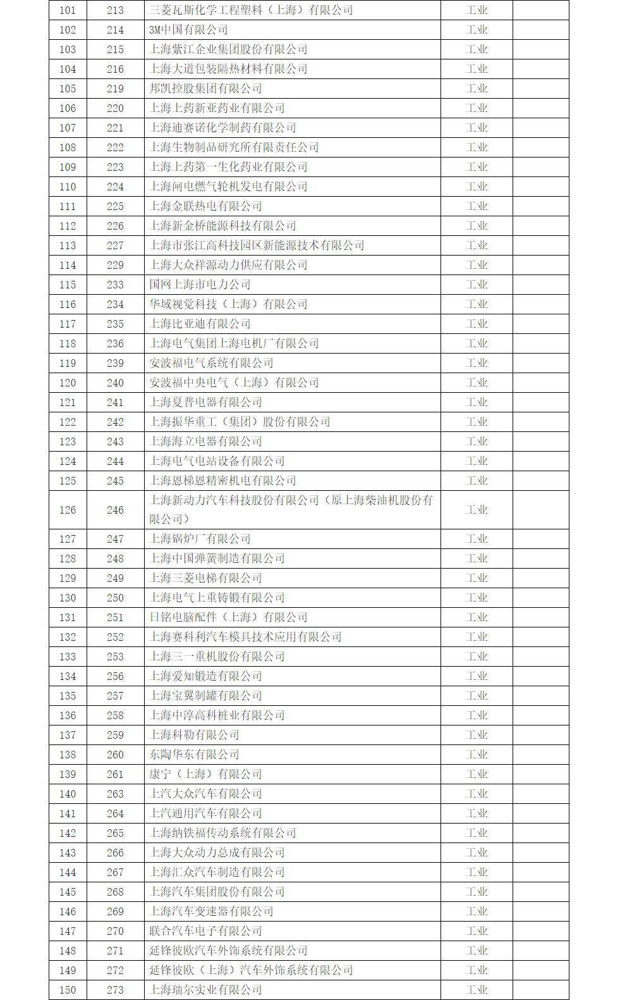 101 213 三菱瓦斯化学工程塑料（上海）有限公司 工业
102 214 3M中国有限公司 工业
103 215 上海紫江企业集团股份有限公司 工业
104 216 上海大道包装隔热材料有限公司 工业
105 219 邦凯控股集团有限公司 工业
106 220 上海上药新亚药业有限公司 工业
107 221 上海迪赛诺化学制药有限公司 工业
108 222 上海生物制品研究所有限责任公司 工业
109 223 上海上药第一生化药业有限公司 工业
110 224 上海闸电燃气轮机发电有限公司 工业
111 225 上海金联热电有限公司 工业
112 226 上海新金桥能源科技有限公司 工业
113 227 上海市张江高科技园区新能源技术有限公司 工业
114 229 上海大众祥源动力供应有限公司 工业
115 233 国网上海市电力公司 工业
116 234 华域视觉科技（上海）有限公司 工业
117 235 上海比亚迪有限公司 工业
118 236 上海电气集团上海电机厂有限公司 工业
119 239 安波福电气系统有限公司 工业
120 240 安波福中央电气（上海）有限公司 工业
121 241 上海夏普电器有限公司 工业
122 242 上海振华重工（集团）股份有限公司 工业
123 243 上海海立电器有限公司 工业
124 244 上海电气电站设备有限公司 工业
125 245 上海恩梯恩精密机电有限公司 工业
126 246 上海新动力汽车科技股份有限公司（原上海柴油机股份有 工业
限公司）
127 247 上海锅炉厂有限公司 工业
128 248 上海中国弹簧制造有限公司 工业
129 249 上海三菱电梯有限公司 工业
130 250 上海电气上重铸锻有限公司 工业
131 251 日铭电脑配件（上海）有限公司 工业
132 252 上海赛科利汽车模具技术应用有限公司 工业
133 253 上海三一重机股份有限公司 工业
134 256 上海爱知锻造有限公司 工业
135 257 上海宝翼制罐有限公司 工业
136 258 上海中淳高科桩业有限公司 工业
137 259 上海科勒有限公司 工业
138 260 东陶华东有限公司 工业
139 261 康宁（上海）有限公司 工业
140 263 上汽大众汽车有限公司 工业
141 264 上汽通用汽车有限公司 工业
142 265 上海纳铁福传动系统有限公司 工业
143 266 上海大众动力总成有限公司 工业
144 267 上海汇众汽车制造有限公司 工业
145 268 上海汽车集团股份有限公司 工业
146 269 上海汽车变速器有限公司 工业
147 270 联合汽车电子有限公司 工业
148 271 延锋彼欧汽车外饰系统有限公司 工业
149 272 延锋彼欧（上海）汽车外饰系统有限公司 工业
150 273 上海瑞尔实业有限公司 工业